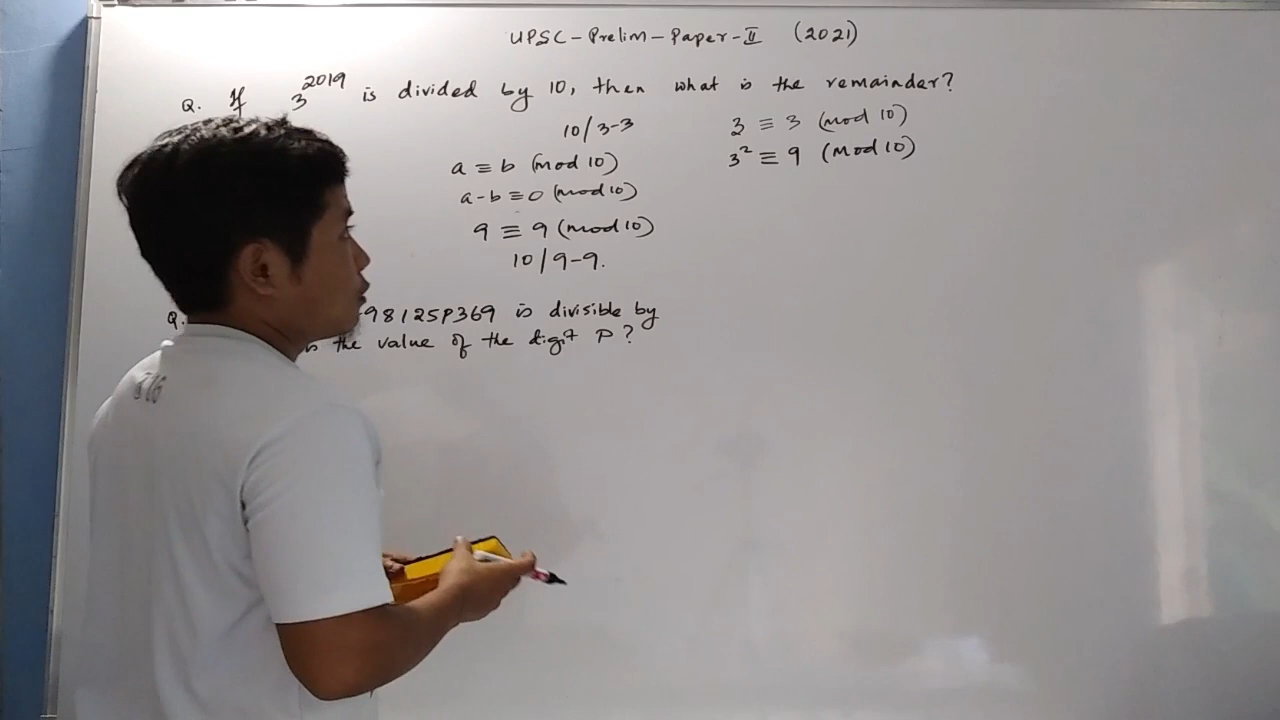 UPSC-Prelim-Paper-II (2021)
Q. If 3^2019 is divided by 10, then what is the remainder?
10/3-3
3 ≡ 3 (mod 10)
a ≡ b (mod 10)
3² ≡ 9 (mod 10)
a-b ≡ 0 (mod 10)
9 ≡ 9 (mod 10)
10/9-9.
Q. 98125P369 is divisible by
the value of the digit P?
516